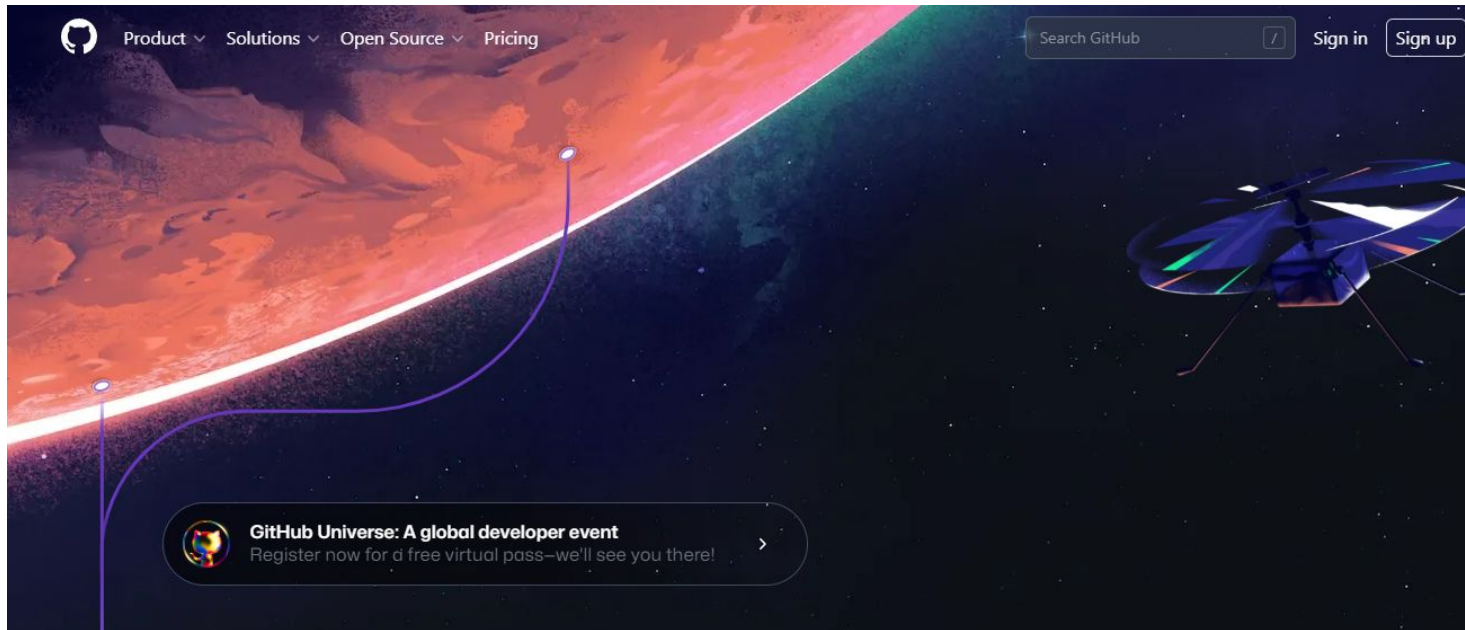 Product Solutions Open Source Pricing Search GitHub / Sign in Sign up
GitHub Universe: A global developer event
Register now for a free virtual pass—we'll see you there!